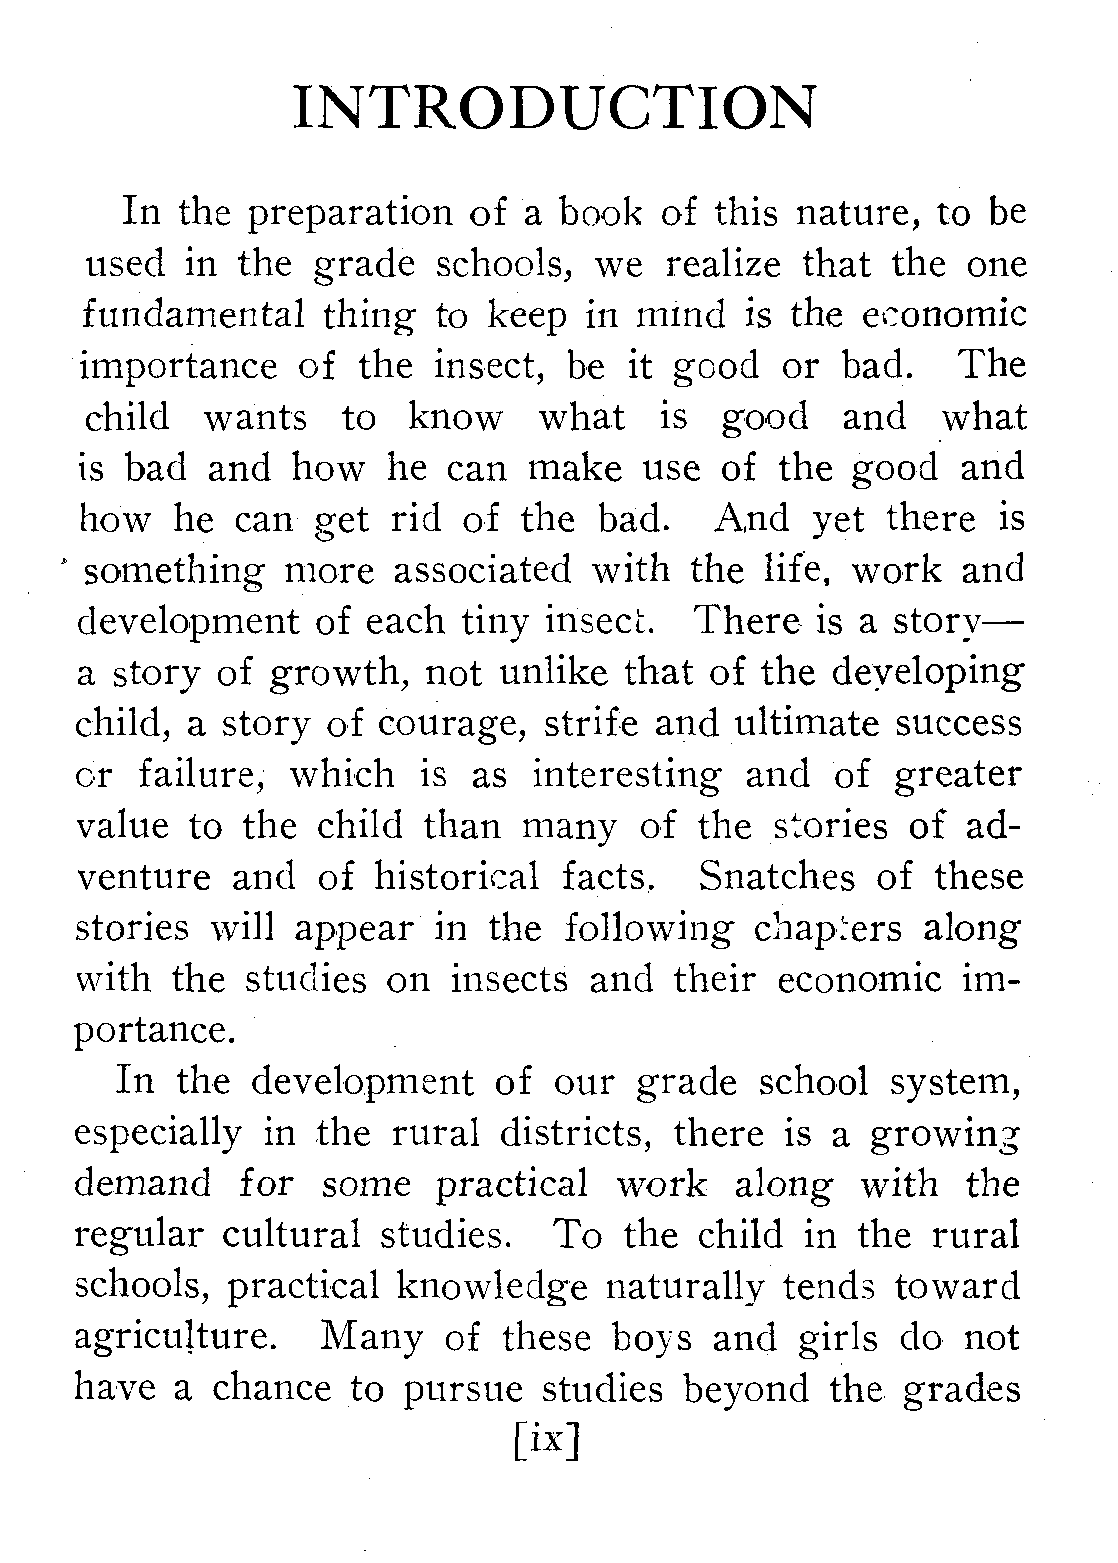 INTRODUCTION
In the preparation of a book of this nature, to be
used in the grade schools, we realize that the one
fundamental thing to keep in mind is the economic
importance of the insect, be it good or bad. The
child wants to know what is good and what
is bad and how he can make use of the good and
how he can get rid of the bad. And yet there is
something more associated with the life, work and
development of each tiny insect. There is a story—
a story of growth, not unlike that of the developing
child, a story of courage, strife and ultimate success
or failure, which is as interesting and of greater
value to the child than many of the stories of ad-
venture and of historical facts. Snatches of these
stories will appear in the following chapters along
with the studies on insects and their economic im-
portance.
In the development of our grade school system,
especially in the rural districts, there is a growing
demand for some practical work along with the
regular cultural studies. To the child in the rural
schools, practical knowledge naturally tends toward
agriculture. Many of these boys and girls do not
have a chance to pursue studies beyond the grades
[ix]